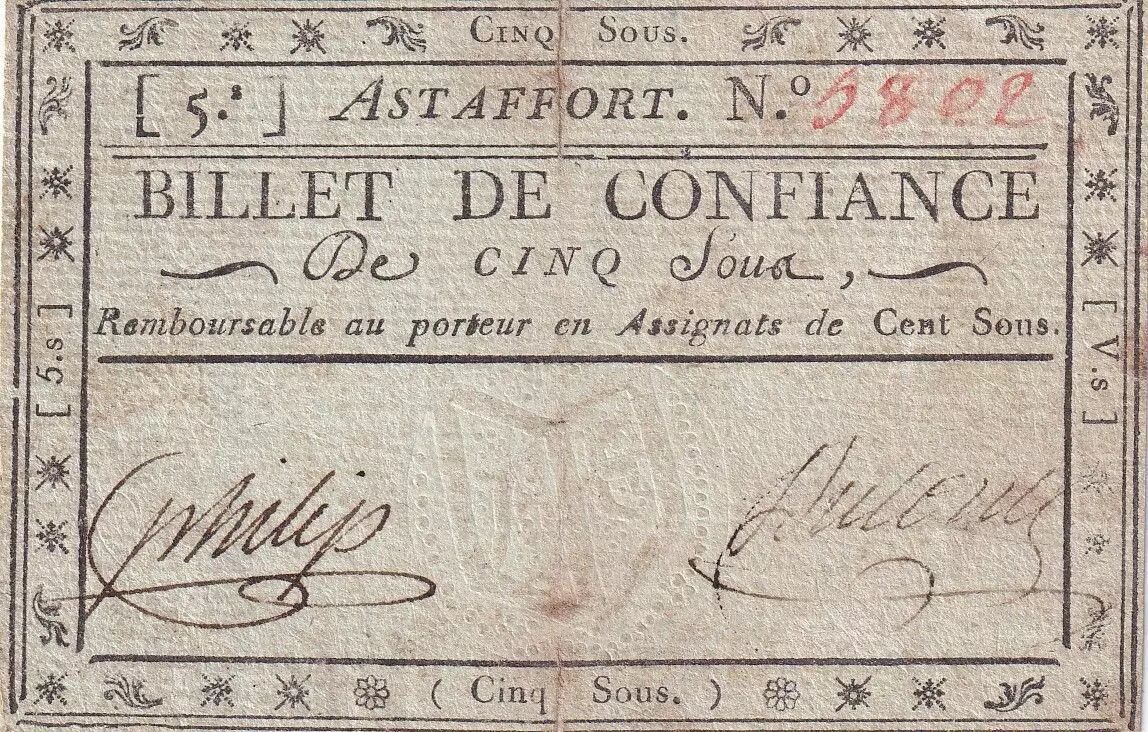 Cinq Sous.
[ 5.s ] Astaffort. N.o 5802
BILLET DE CONFIANCE
De CINQ Sous,
Remboursable au porteur en Assignats de Cent Sous.
[ 5.s ]
[ V.s ]
philip
( Cinq Sous. )